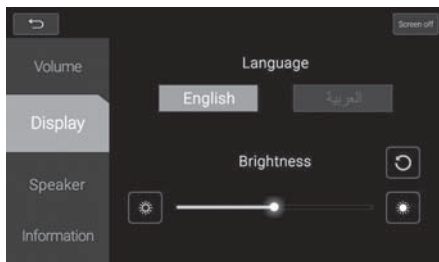 Screen off
Volume
Display
Speaker
Information
Language
English العربية
Brightness